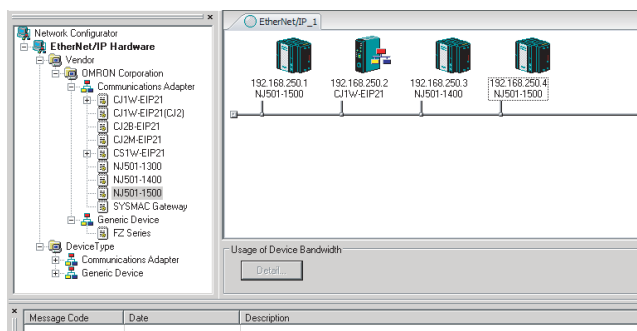 Network Configurator
EtherNet/IP Hardware
Vendor
OMRON Corporation
Communications Adapter
CJ1W-EIP21
CJ1W-EIP21(CJ2)
CJ2B-EIP21
CJ2M-EIP21
CS1W-EIP21
NJ501-1300
NJ501-1400
NJ501-1500
SYSMAC Gateway
Generic Device
FZ Series
DeviceType
Communications Adapter
Generic Device
EtherNet/IP_1
192.168.250.1
NJ501-1500
192.168.250.2
CJ1W-EIP21
192.168.250.3
NJ501-1400
192.168.250.4
NJ501-1500
Usage of Device Bandwidth
Detail...
Message Code Date Description